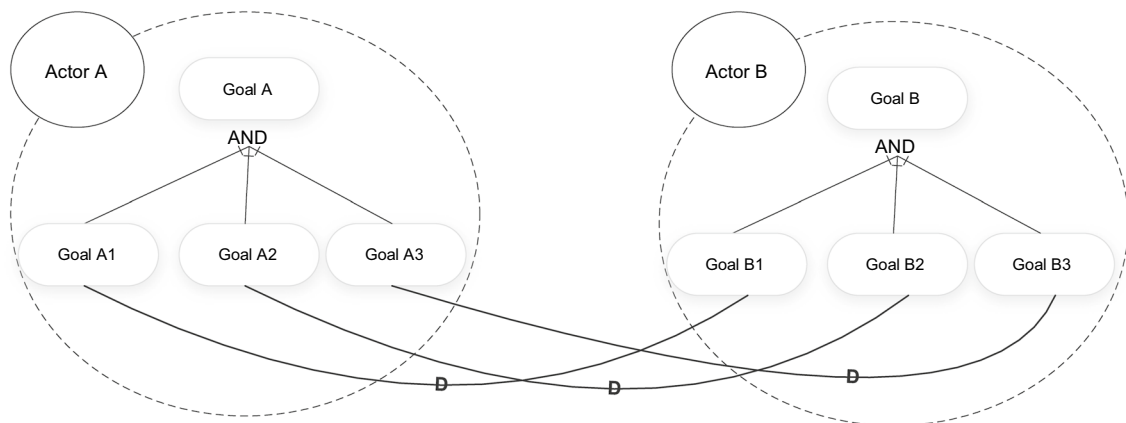 Actor A
Goal A
AND
Goal A1
Goal A2
Goal A3
Actor B
Goal B
AND
Goal B1
Goal B2
Goal B3
D
D
D